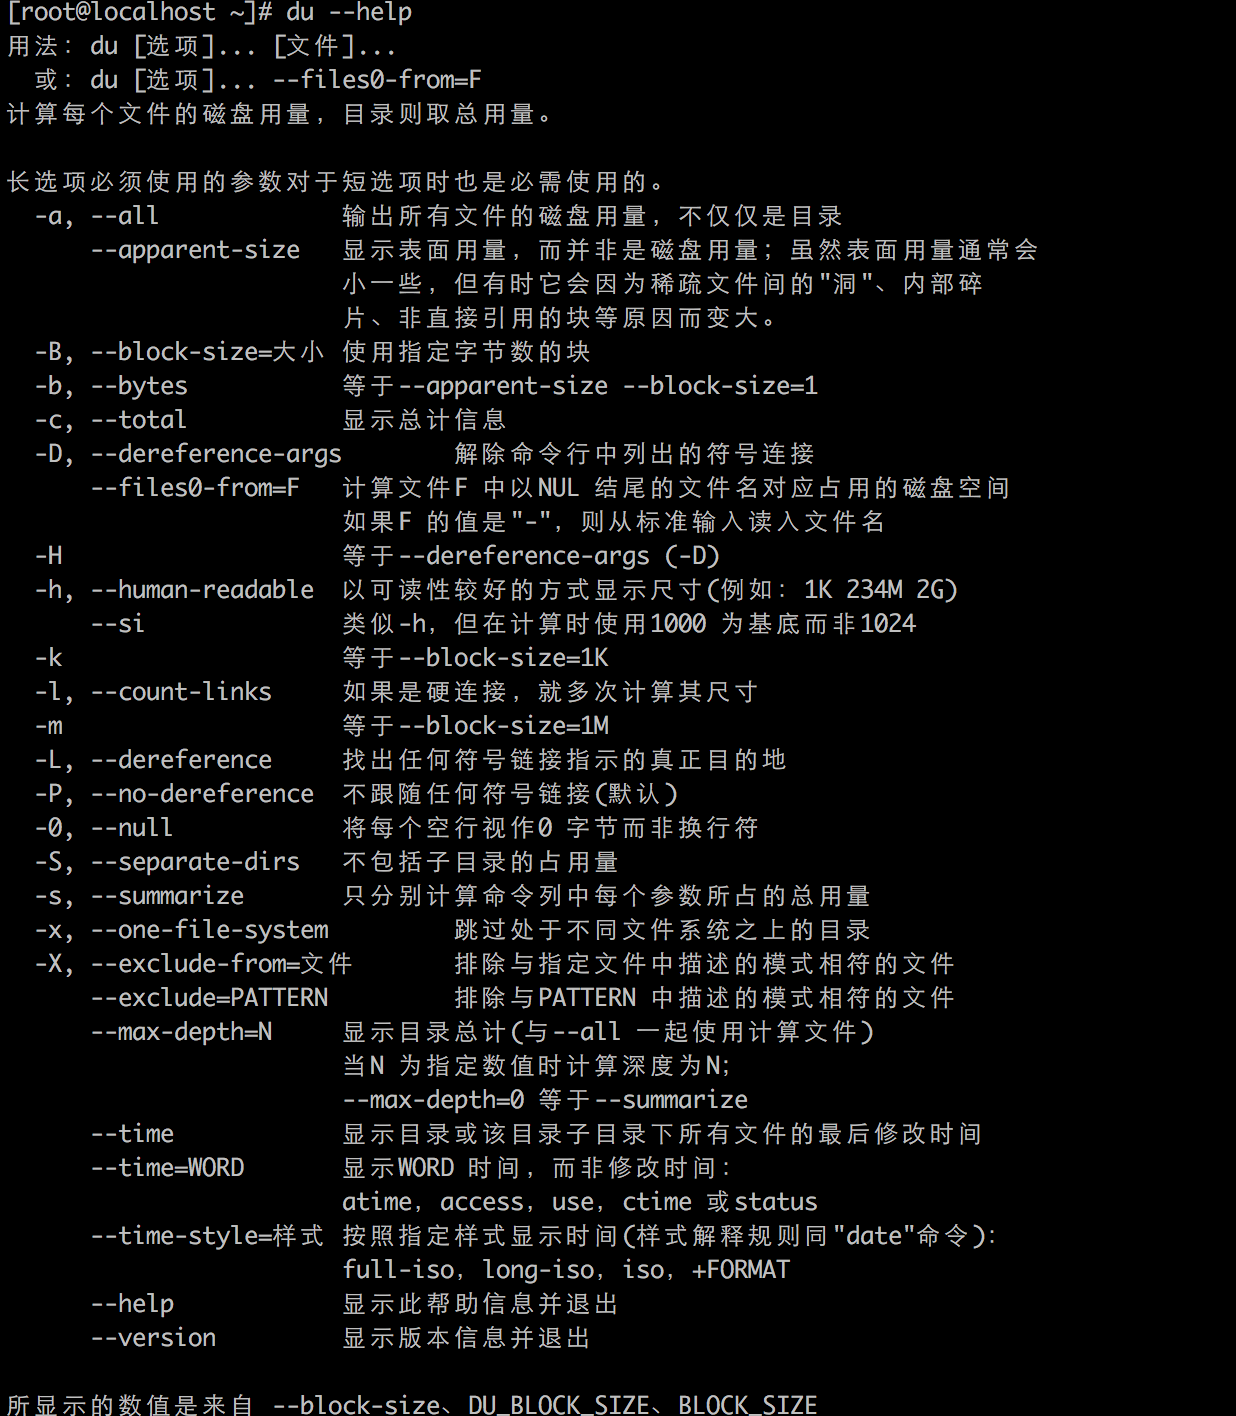 [root@localhost ~]# du --help
用法：du [选项]... [文件]...
  或：du [选项]... --files0-from=F
计算每个文件的磁盘用量，目录则取总用量。

长选项必须使用的参数对于短选项时也是必需使用的。
  -a, --all             输出所有文件的磁盘用量，不仅仅是目录
      --apparent-size   显示表面用量，而并非是磁盘用量；虽然表面用量通常会
                        小一些，但有时它会因为稀疏文件间的"洞"、内部碎
                        片、非直接引用的块等原因而变大。
  -B, --block-size=大小 使用指定字节数的块
  -b, --bytes           等于--apparent-size --block-size=1
  -c, --total           显示总计信息
  -D, --dereference-args        解除命令行中列出的符号连接
      --files0-from=F   计算文件F 中以NUL 结尾的文件名对应占用的磁盘空间
                        如果F 的值是"-"，则从标准输入读入文件名
  -H                    等于--dereference-args (-D)
  -h, --human-readable  以可读性较好的方式显示尺寸(例如：1K 234M 2G)
      --si              类似-h，但在计算时使用1000 为基底而非1024
  -k                    等于--block-size=1K
  -l, --count-links     如果是硬连接，就多次计算其尺寸
  -m                    等于--block-size=1M
  -L, --dereference     找出任何符号链接指示的真正目的地
  -P, --no-dereference  不跟随任何符号链接(默认)
  -0, --null            将每个空行视作0 字节而非换行符
  -S, --separate-dirs   不包括子目录的占用量
  -s, --summarize       只分别计算命令列中每个参数所占的总用量
  -x, --one-file-system         跳过处于不同文件系统之上的目录
  -X, --exclude-from=文件       排除与指定文件中描述的模式相符的文件
      --exclude=PATTERN         排除与PATTERN 中描述的模式相符的文件
      --max-depth=N     显示目录总计(与--all 一起使用计算文件)
                        当N 为指定数值时计算深度为N;
                        --max-depth=0 等于--summarize
      --time            显示目录或该目录子目录下所有文件的最后修改时间
      --time=WORD       显示WORD 时间，而非修改时间：
                        atime，access，use，ctime 或status
      --time-style=样式 按照指定样式显示时间(样式解释规则同"date"命令)：
                        full-iso，long-iso，iso，+FORMAT
      --help            显示此帮助信息并退出
      --version         显示版本信息并退出

所显示的数值是来自 --block-size、DU_BLOCK_SIZE、BLOCK_SIZE